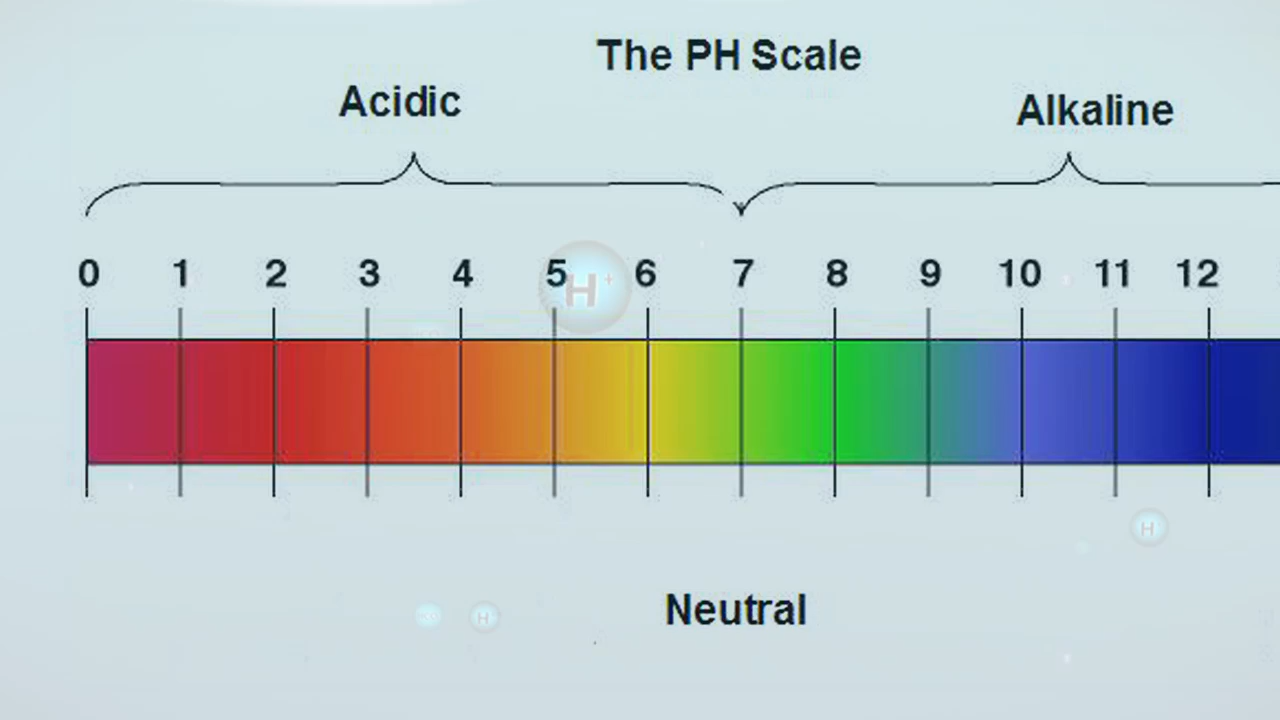 The PH Scale
Acidic
Alkaline
0 1 2 3 4 5 6 7 8 9 10 11 12
H+
H
H
Neutral